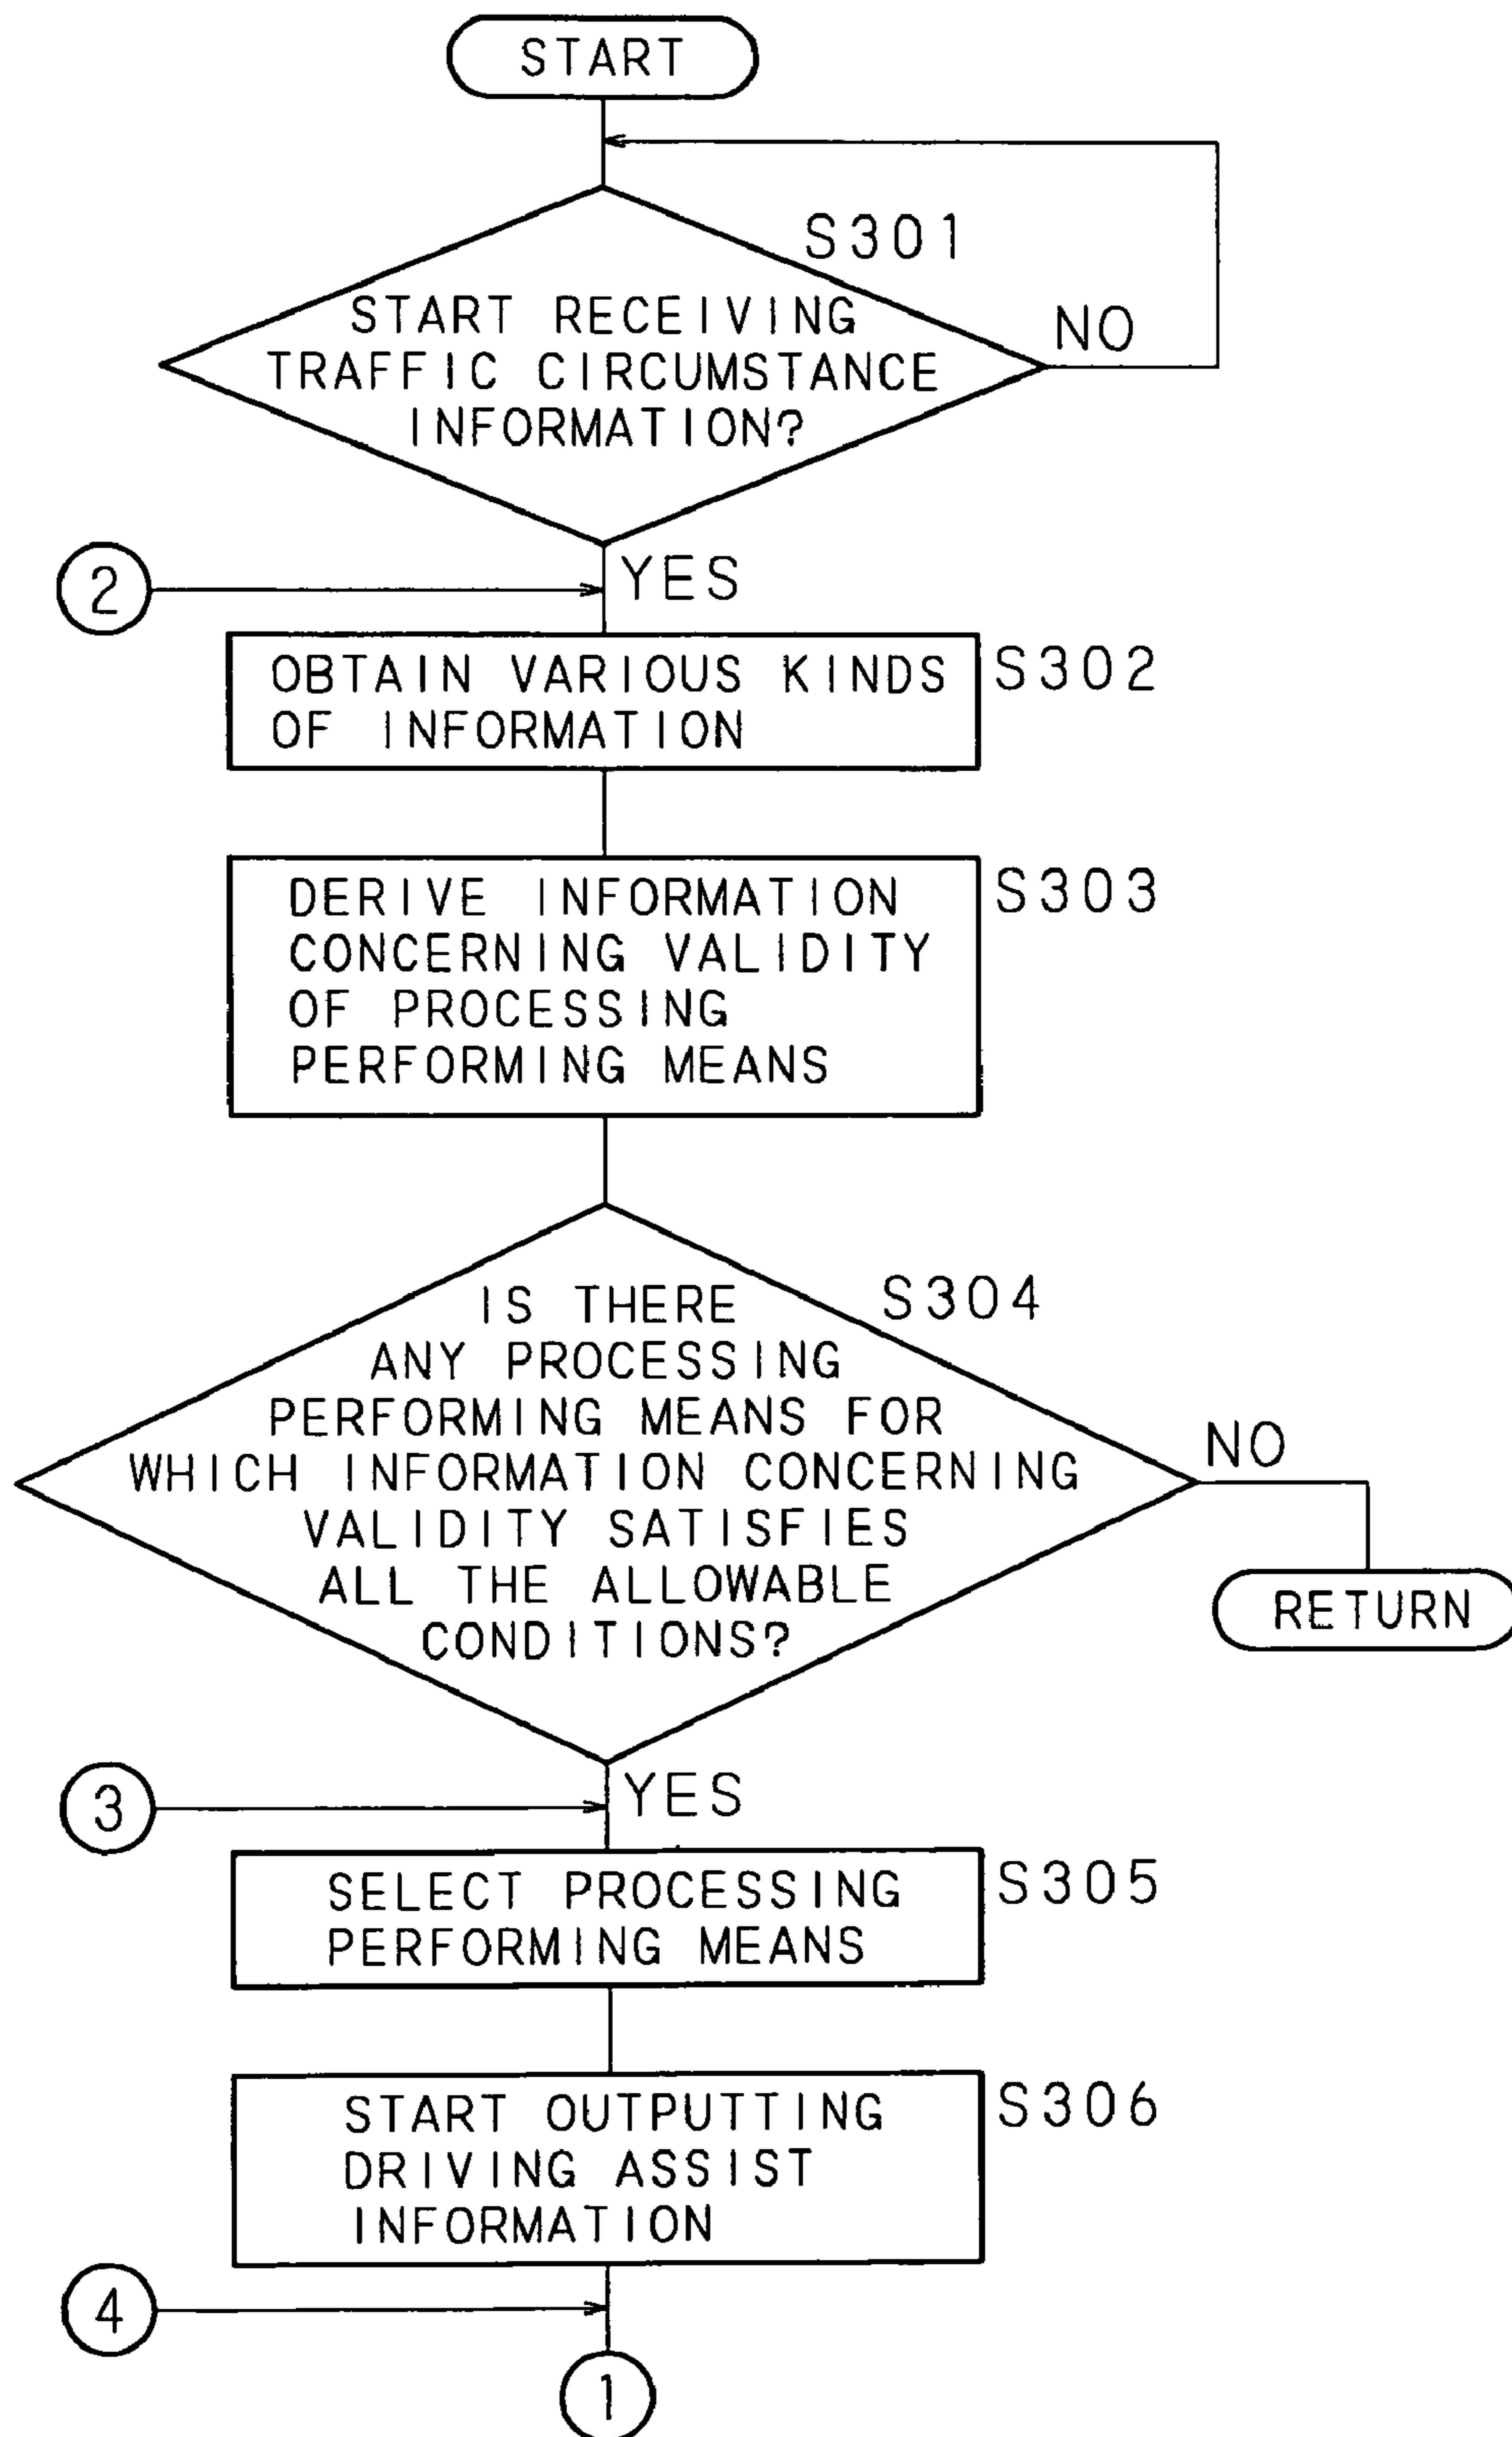 START
S301
START RECEIVING
TRAFFIC CIRCUMSTANCE
INFORMATION?
NO
2
YES
OBTAIN VARIOUS KINDS
OF INFORMATION
S302
DERIVE INFORMATION
CONCERNING VALIDITY
OF PROCESSING
PERFORMING MEANS
S303
IS THERE
ANY PROCESSING
PERFORMING MEANS FOR
WHICH INFORMATION CONCERNING
VALIDITY SATISFIES
ALL THE ALLOWABLE
CONDITIONS?
S304
NO
RETURN
3
YES
SELECT PROCESSING
PERFORMING MEANS
S305
START OUTPUTTING
DRIVING ASSIST
INFORMATION
S306
4
1